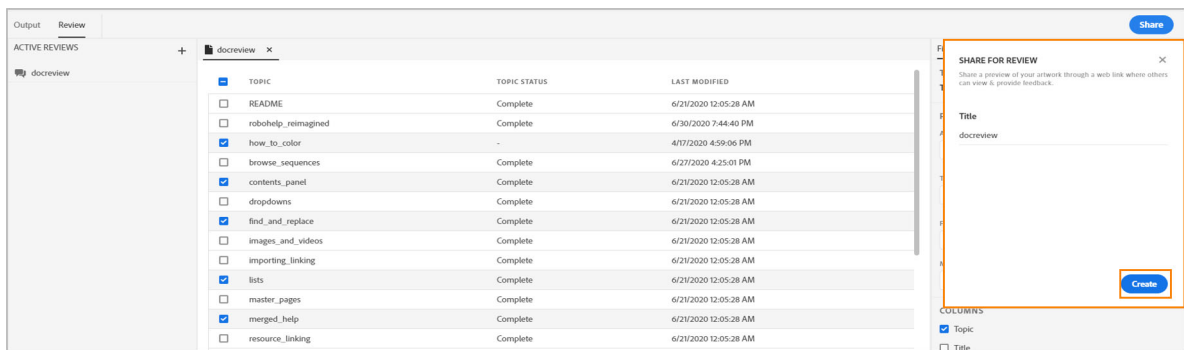 Output Review Share
ACTIVE REVIEWS +
docreview
docreview ×
TOPIC TOPIC STATUS LAST MODIFIED
README Complete 6/21/2020 12:05:28 AM
robohelp_reimagined Complete 6/30/2020 7:44:40 PM
how_to_color - 4/17/2020 4:59:06 PM
browse_sequences Complete 6/27/2020 4:25:01 PM
contents_panel Complete 6/21/2020 12:05:28 AM
dropdowns Complete 6/21/2020 12:05:28 AM
find_and_replace Complete 6/21/2020 12:05:28 AM
images_and_videos Complete 6/21/2020 12:05:28 AM
importing_linking Complete 6/21/2020 12:05:28 AM
lists Complete 6/21/2020 12:05:28 AM
master_pages Complete 6/21/2020 12:05:28 AM
merged_help Complete 6/21/2020 12:05:28 AM
resource_linking Complete 6/21/2020 12:05:28 AM
SHARE FOR REVIEW ×
Share a preview of your artwork through a web link where others
can view & provide feedback.
Title
docreview
Create
COLUMNS
Topic
Title